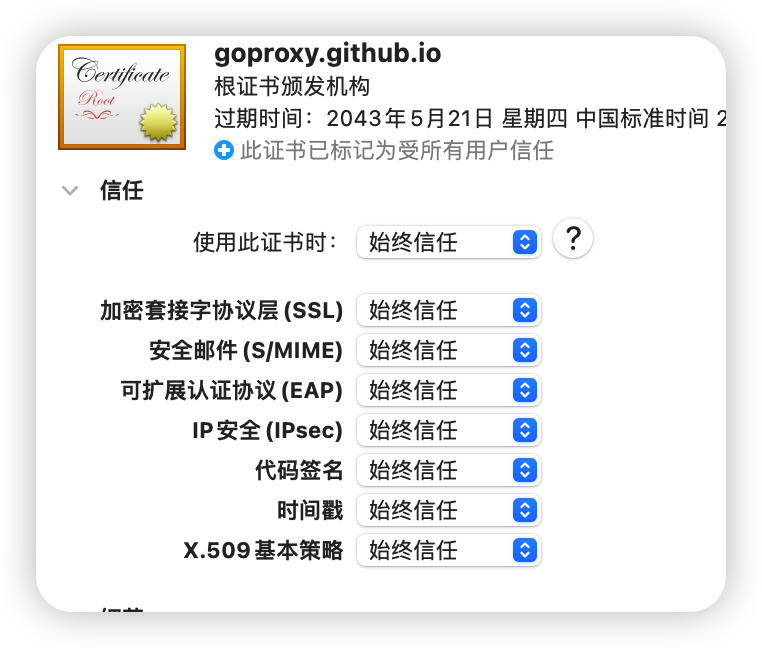 Certificate
Root
goproxy.github.io
根证书颁发机构
过期时间：2043年5月21日 星期四 中国标准时间 2
此证书已标记为受所有用户信任
信任
使用此证书时： 始终信任 ?
加密套接字协议层 (SSL) 始终信任
安全邮件 (S/MIME) 始终信任
可扩展认证协议 (EAP) 始终信任
IP 安全 (IPsec) 始终信任
代码签名 始终信任
时间戳 始终信任
X.509 基本策略 始终信任